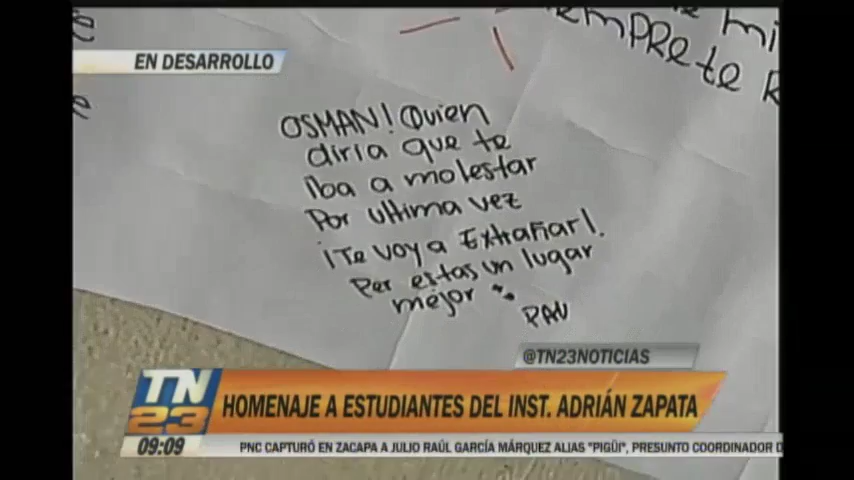 EN DESARROLLO
EMPRete
OSMAN! Quien
diria que te
iba a molestar
Por ultima vez
¡Te voy a Extrañar!.
Per estas un lugar
mejor
PAU
@TN23NOTICIAS
TN
23
HOMENAJE A ESTUDIANTES DEL INST. ADRIÁN ZAPATA
09:09
PNC CAPTURÓ EN ZACAPA A JULIO RAÚL GARCÍA MÁRQUEZ ALIAS "PIGÜI", PRESUNTO COORDINADOR D